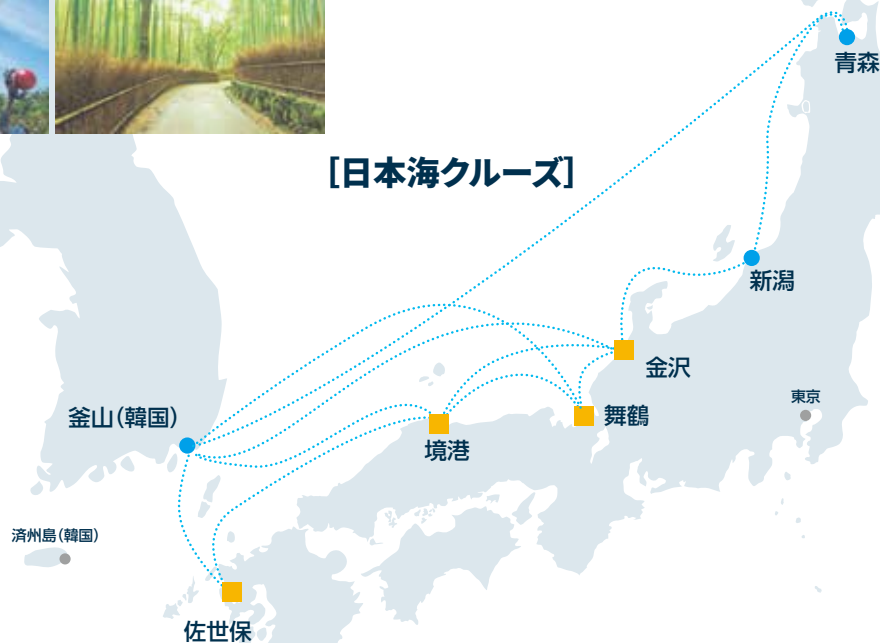 青森
[日本海クルーズ]
新潟
金沢
東京
釜山(韓国)
舞鶴
境港
済州島(韓国)
佐世保